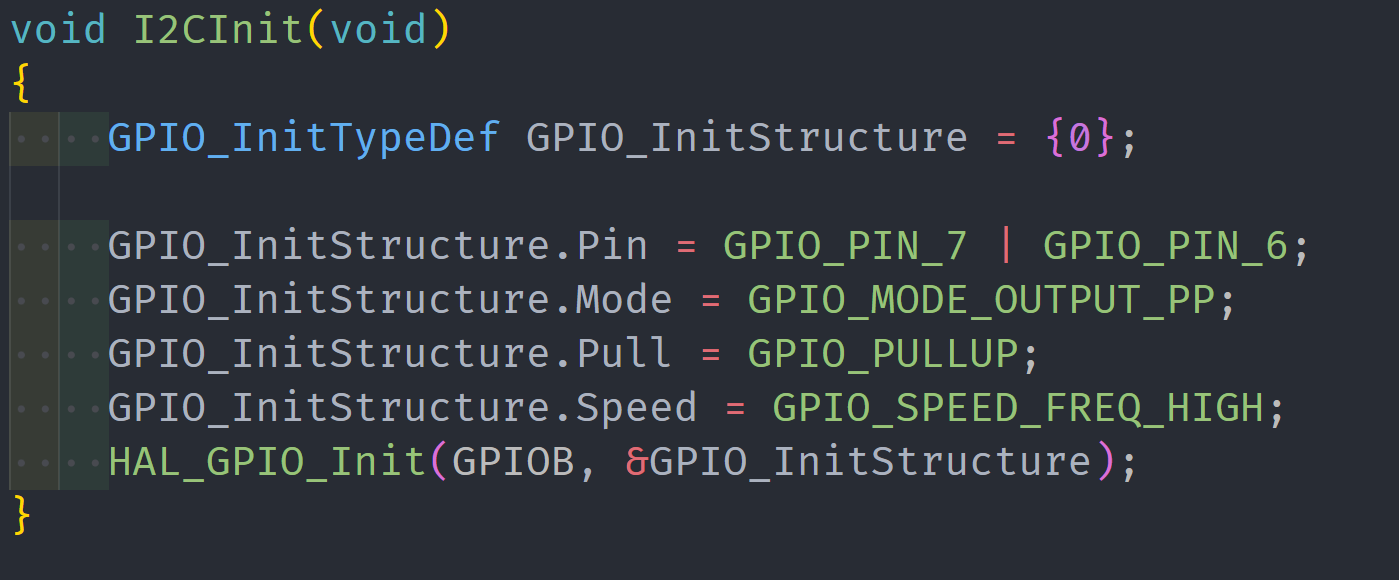 void I2CInit(void)
{
    GPIO_InitTypeDef GPIO_InitStructure = {0};

    GPIO_InitStructure.Pin = GPIO_PIN_7 | GPIO_PIN_6;
    GPIO_InitStructure.Mode = GPIO_MODE_OUTPUT_PP;
    GPIO_InitStructure.Pull = GPIO_PULLUP;
    GPIO_InitStructure.Speed = GPIO_SPEED_FREQ_HIGH;
    HAL_GPIO_Init(GPIOB, &GPIO_InitStructure);
}